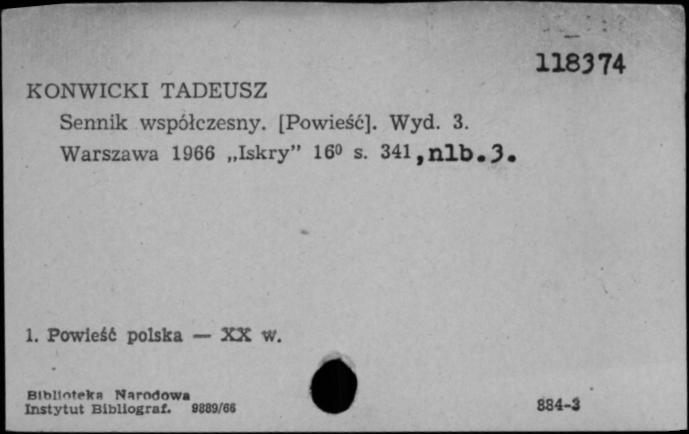 118374
KONWICKI TADEUSZ
Sennik współczesny. [Powieść]. Wyd. 3.
Warszawa 1966 „Iskry” 16⁰ s. 341, nlb.3.
1. Powieść polska — XX w.
Biblioteka Narodowa
Instytut Bibliograf. 9889/66
884-3